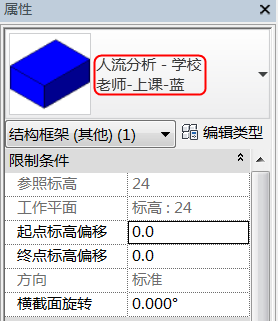 属性
人流分析 - 学校
老师-上课-蓝
结构框架 (其他) (1)
编辑类型
限制条件
参照标高 24
工作平面 标高 : 24
起点标高偏移 0.0
终点标高偏移 0.0
方向 标准
横截面旋转 0.000°